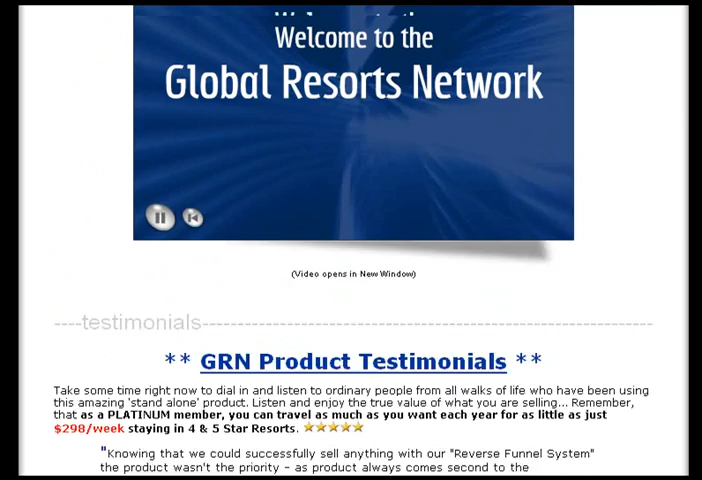 Welcome to the
Global Resorts Network
(Video opens in New Window)
----testimonials----------------------------------------------------------------
** GRN Product Testimonials **
Take some time right now to dial in and listen to ordinary people from all walks of life who have been using
this amazing 'stand alone' product. Listen and enjoy the true value of what you are selling... Remember,
that as a PLATINUM member, you can travel as much as you want each year for as little as just
$298/week staying in 4 & 5 Star Resorts.
"Knowing that we could successfully sell anything with our "Reverse Funnel System"
the product wasn't the priority – as product always comes second to the